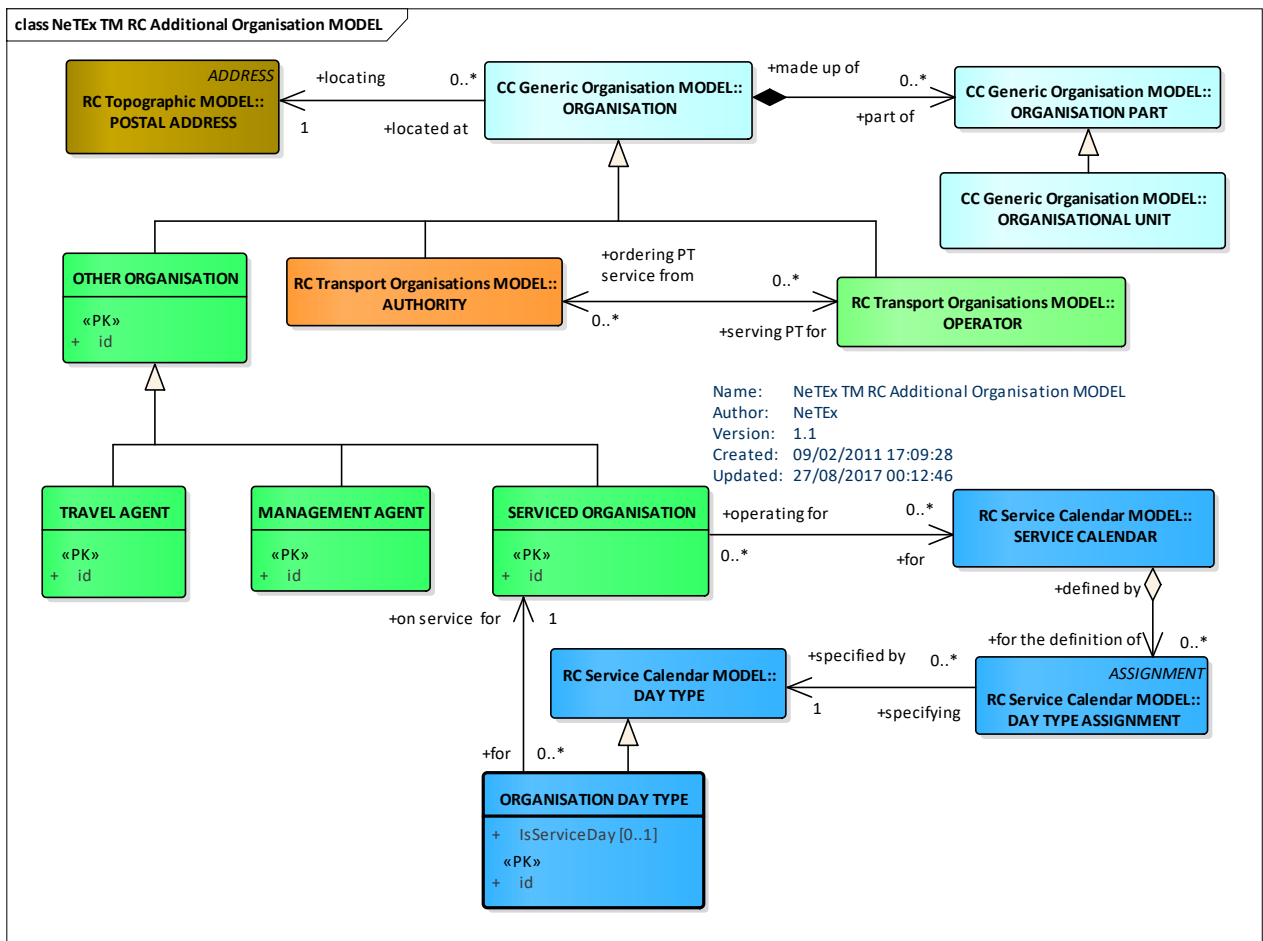 class NeTEx TM RC Additional Organisation MODEL
ADDRESS
RC Topographic MODEL::
POSTAL ADDRESS
+locating
0..*
1
+located at
CC Generic Organisation MODEL::
ORGANISATION
+made up of
0..*
+part of
CC Generic Organisation MODEL::
ORGANISATION PART
CC Generic Organisation MODEL::
ORGANISATIONAL UNIT
OTHER ORGANISATION
«PK»
+ id
RC Transport Organisations MODEL::
AUTHORITY
+ordering PT
service from
0..*
0..*
+serving PT for
RC Transport Organisations MODEL::
OPERATOR
Name: NeTEx TM RC Additional Organisation MODEL
Author: NeTEx
Version: 1.1
Created: 09/02/2011 17:09:28
Updated: 27/08/2017 00:12:46
TRAVEL AGENT
«PK»
+ id
MANAGEMENT AGENT
«PK»
+ id
SERVICED ORGANISATION
«PK»
+ id
+operating for
0..*
0..*
+for
RC Service Calendar MODEL::
SERVICE CALENDAR
+defined by
+for the definition of
0..*
+on service for
1
RC Service Calendar MODEL::
DAY TYPE
+specified by
0..*
1
+specifying
ASSIGNMENT
RC Service Calendar MODEL::
DAY TYPE ASSIGNMENT
+for
0..*
ORGANISATION DAY TYPE
+ IsServiceDay [0..1]
«PK»
+ id